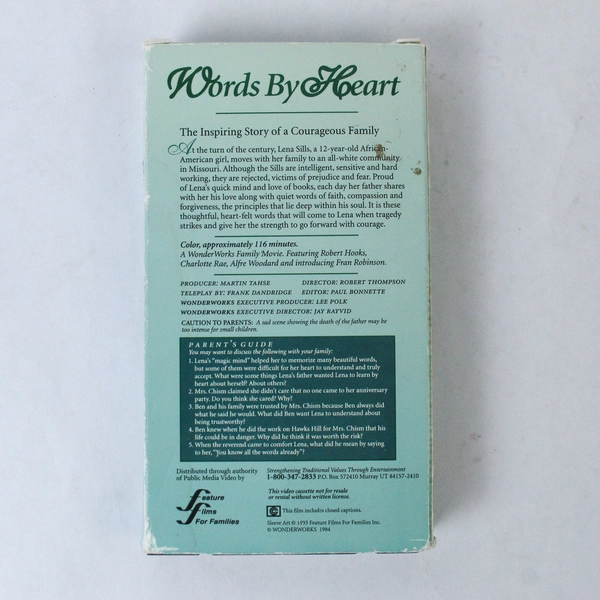 Words By Heart
The Inspiring Story of a Courageous Family
At the turn of the century, Lena Sills, a 12-year-old African-
American girl, moves with her family to an all-white community
in Missouri. Although the Sills are intelligent, sensitive and hard
working, they are rejected, victims of prejudice and fear. Proud
of Lena's quick mind and love of books, each day her father shares
with her his love along with quiet words of faith, compassion and
forgiveness, the principles that lie deep within his soul. It is these
thoughtful, heart-felt words that will come to Lena when tragedy
strikes and give her the strength to go forward with courage.
Color, approximately 116 minutes.
A WonderWorks Family Movie. Featuring Robert Hooks,
Charlotte Rae, Alfre Woodard and introducing Fran Robinson.
PRODUCER: MARTIN TAHSE DIRECTOR: ROBERT THOMPSON
TELEPLAY BY: FRANK DANDRIDGE EDITOR: PAUL BONNETTE
WONDERWORKS EXECUTIVE PRODUCER: LEE POLK
WONDERWORKS EXECUTIVE DIRECTOR: JAY RAYVID
CAUTION TO PARENTS: A sad scene showing the death of the father may be
too intense for small children.
PARENT'S GUIDE
You may want to discuss the following with your family:
1. Lena's "magic mind" helped her to memorize many beautiful words,
but some of them were difficult for her heart to understand and truly
accept. What were some things Lena's father wanted Lena to learn by
heart about herself? About others?
2. Mrs. Chism claimed she didn't care that no one came to her anniversary
party. Do you think she cared? Why?
3. Ben and his family were trusted by Mrs. Chism because Ben always did
what he said he would. What did Ben want Lena to understand about
being trustworthy?
4. Ben knew when he did the work on Hawks Hill for Mrs. Chism that his
life could be in danger. Why did he think it was worth the risk?
5. When the reverend came to comfort Lena, what did he mean by saying
to her, "You know all the words already"?
Distributed through authority
of Public Media Video by
Feature
Films
For Families
Strengthening Traditional Values Through Entertainment
1-800-347-2833 P.O. Box 572410 Murray UT 84157-2410
This video cassette not for resale
or rental without written license.
CC This film includes closed captions.
Sleeve Art © 1995 Feature Films For Families Inc.
© WONDERWORKS 1984